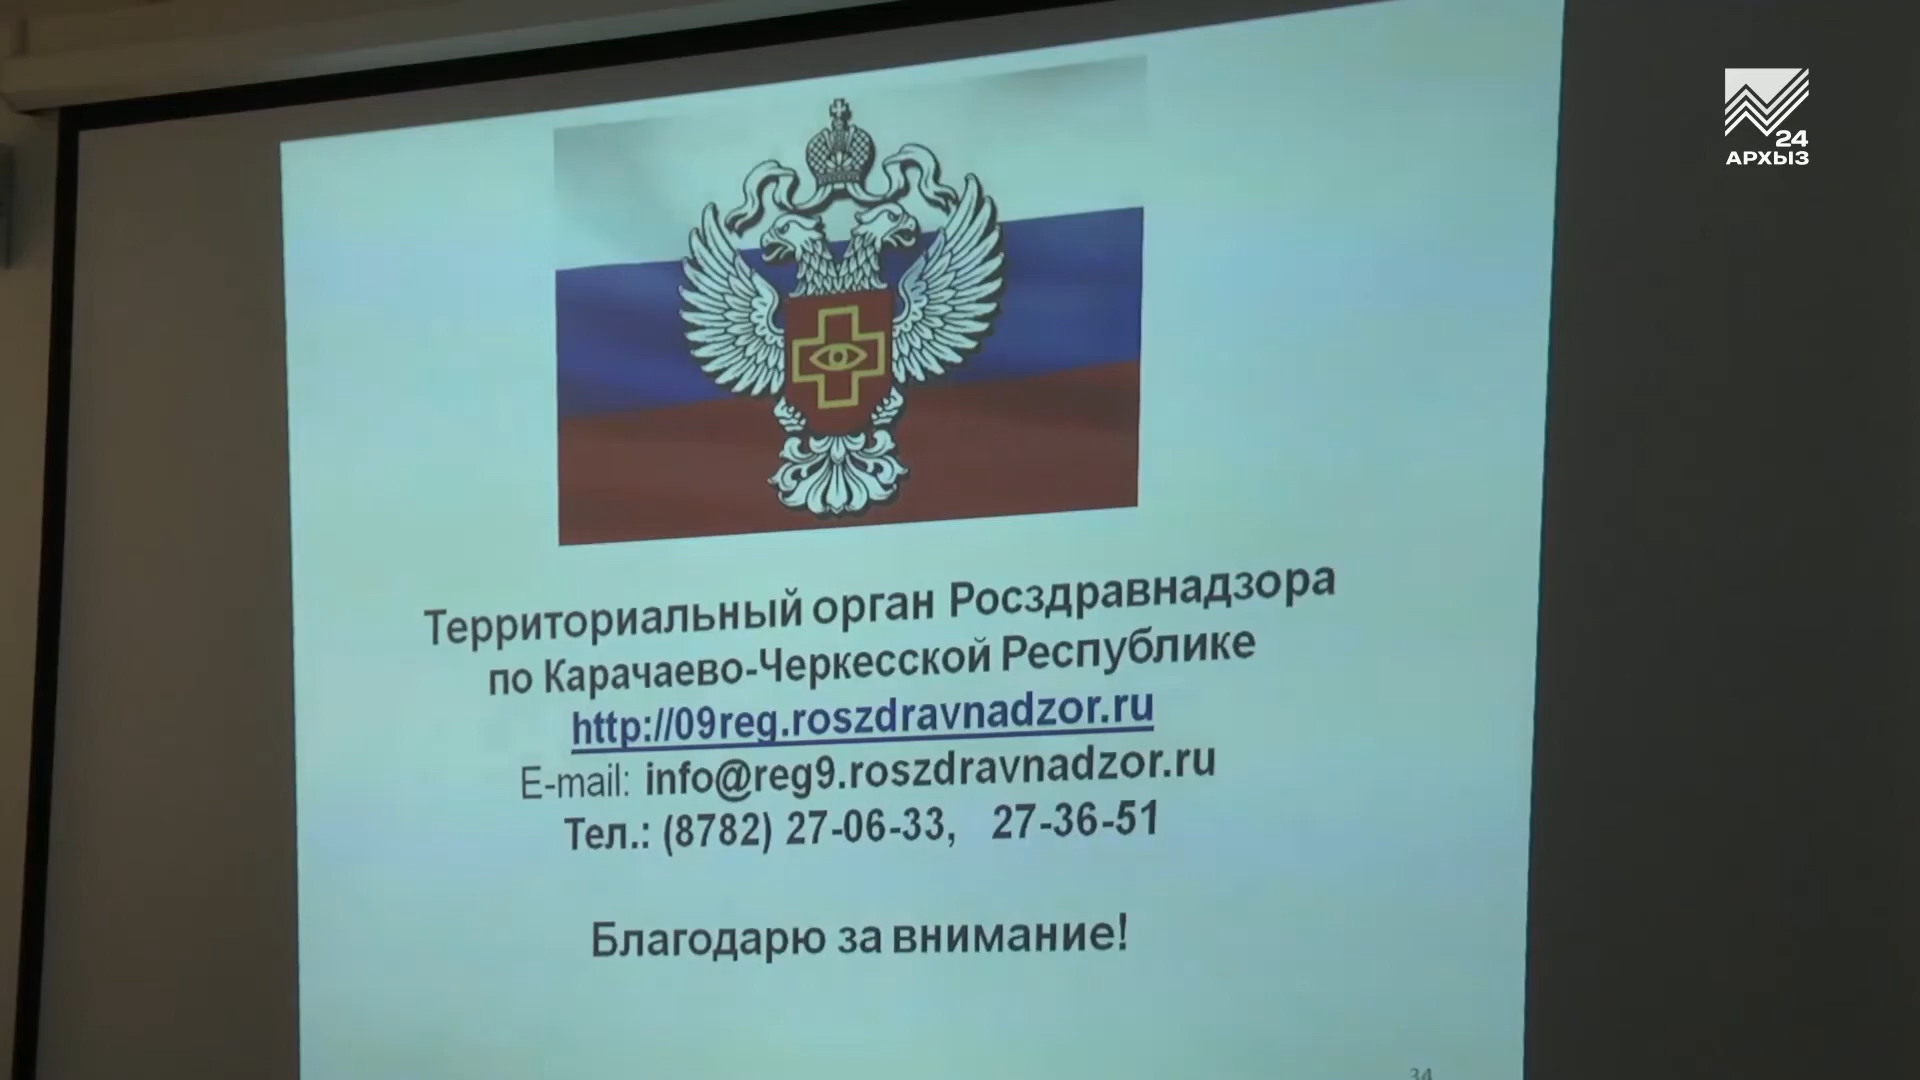 24
АРХЫЗ
Территориальный орган Росздравнадзора
по Карачаево-Черкесской Республике
http://09reg.roszdravnadzor.ru
E-mail: info@reg9.roszdravnadzor.ru
Тел.: (8782) 27-06-33, 27-36-51
Благодарю за внимание!
34